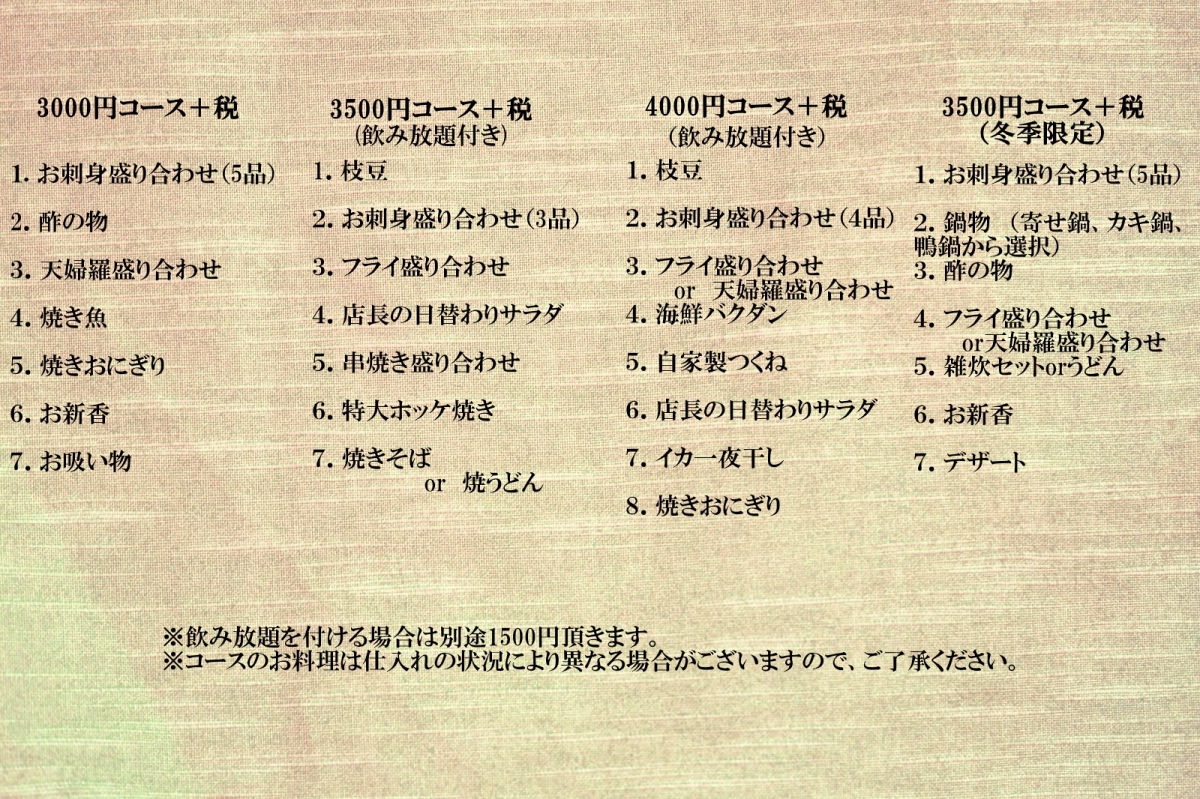 3000円コース＋税
1. お刺身盛り合わせ（5品）
2. 酢の物
3. 天婦羅盛り合わせ
4. 焼き魚
5. 焼きおにぎり
6. お新香
7. お吸い物
3500円コース＋税
（飲み放題付き）
1. 枝豆
2. お刺身盛り合わせ（3品）
3. フライ盛り合わせ
4. 店長の日替わりサラダ
5. 串焼き盛り合わせ
6. 特大ホッケ焼き
7. 焼きそば
or 焼うどん
4000円コース＋税
（飲み放題付き）
1. 枝豆
2. お刺身盛り合わせ（4品）
3. フライ盛り合わせ
or 天婦羅盛り合わせ
4. 海鮮バクダン
5. 自家製つくね
6. 店長の日替わりサラダ
7. イカ一夜干し
8. 焼きおにぎり
3500円コース＋税
（冬季限定）
1. お刺身盛り合わせ（5品）
2. 鍋物 （寄せ鍋、カキ鍋、
鴨鍋から選択）
3. 酢の物
4. フライ盛り合わせ
or天婦羅盛り合わせ
5. 雑炊セットorうどん
6. お新香
7. デザート
※飲み放題を付ける場合は別途1500円頂きます。
※コースのお料理は仕入れの状況により異なる場合がございますので、ご了承ください。